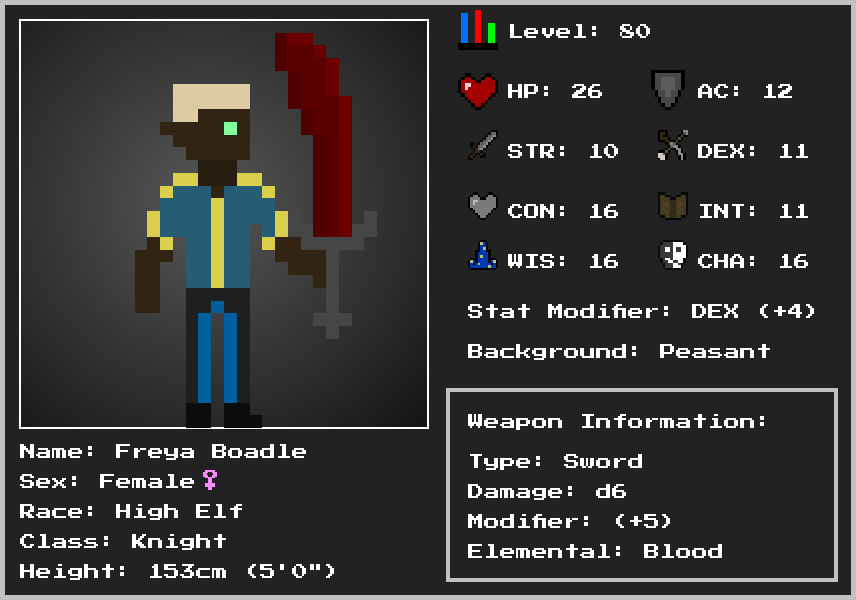 Level: 80
HP: 26 AC: 12
STR: 10 DEX: 11
CON: 16 INT: 11
WIS: 16 CHA: 16
Stat Modifier: DEX (+4)
Background: Peasant
Weapon Information:
Type: Sword
Damage: d6
Modifier: (+5)
Elemental: Blood
Name: Freya Boadle
Sex: Female♀
Race: High Elf
Class: Knight
Height: 153cm (5'0")